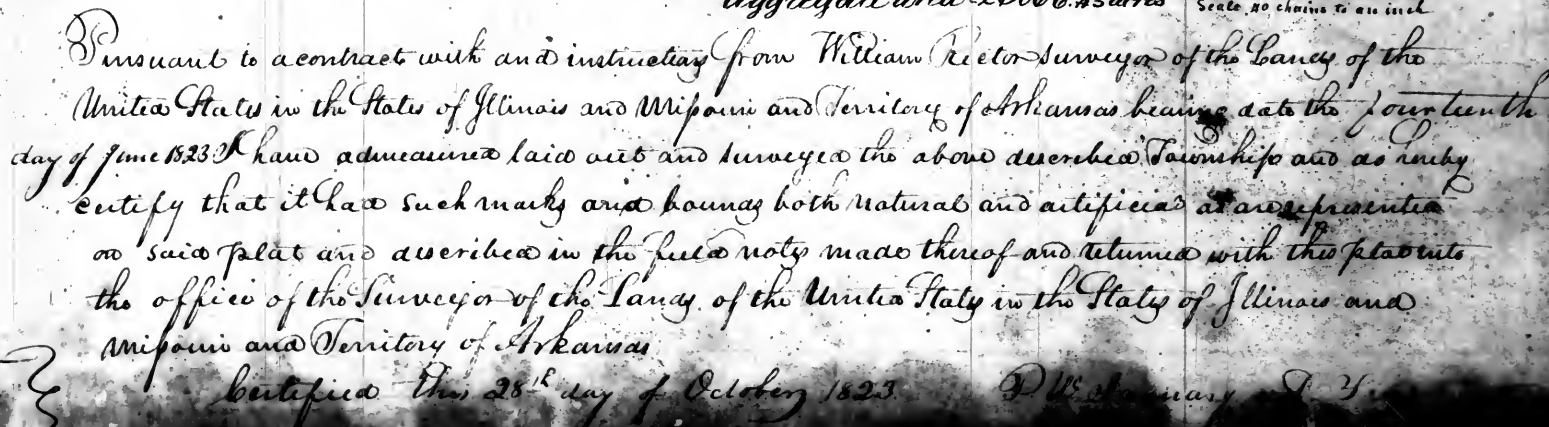 Aggregate area
Scale 40 chains to an inch
Pursuant to a contract with and instructions from William Rector surveyor of the Lands of the
United States in the States of Illinois and Missouri and Territory of Arkansas bearing date the fourteenth
day of June 1823 I have admeasured laid out and surveyed the above described Township and do hereby
certify that it had such marks and bounds both natural and artificial as are represented
on said plat and described in the field notes made thereof and returned with this plat into
the office of the Surveyor of the Lands of the United States in the States of Illinois and
Missouri and Territory of Arkansas
Certified this 28th day of October 1823